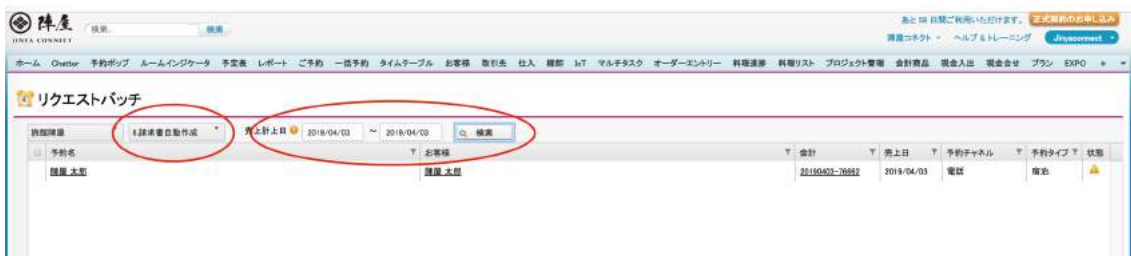 陣屋
JINYA CONNECT
検索...
検索
あと 18 日間ご利用いただけます。 正式契約のお申し込み
陣屋コネクト ヘルプ & トレーニング Jinyaconnect
ホーム Chatter 予約ポップ ルームインジケータ 予定表 レポート ご予約 一括予約 タイムテーブル お客様 取引先 仕入 棚卸 IoT マルチタスク オーダーエントリー 料理進捗 料理リスト プロジェクト管理 会計商品 現金入出 現金合せ プラン EXPO
リクエストバッチ
旅館陣屋 8.請求書自動作成 売上計上日 2019/04/03 ~ 2019/04/03 検索
予約名 お客様 会計 売上日 予約チャネル 予約タイプ 状態
陣屋 太郎 陣屋 太郎 20190403-76662 2019/04/03 電話 宿泊